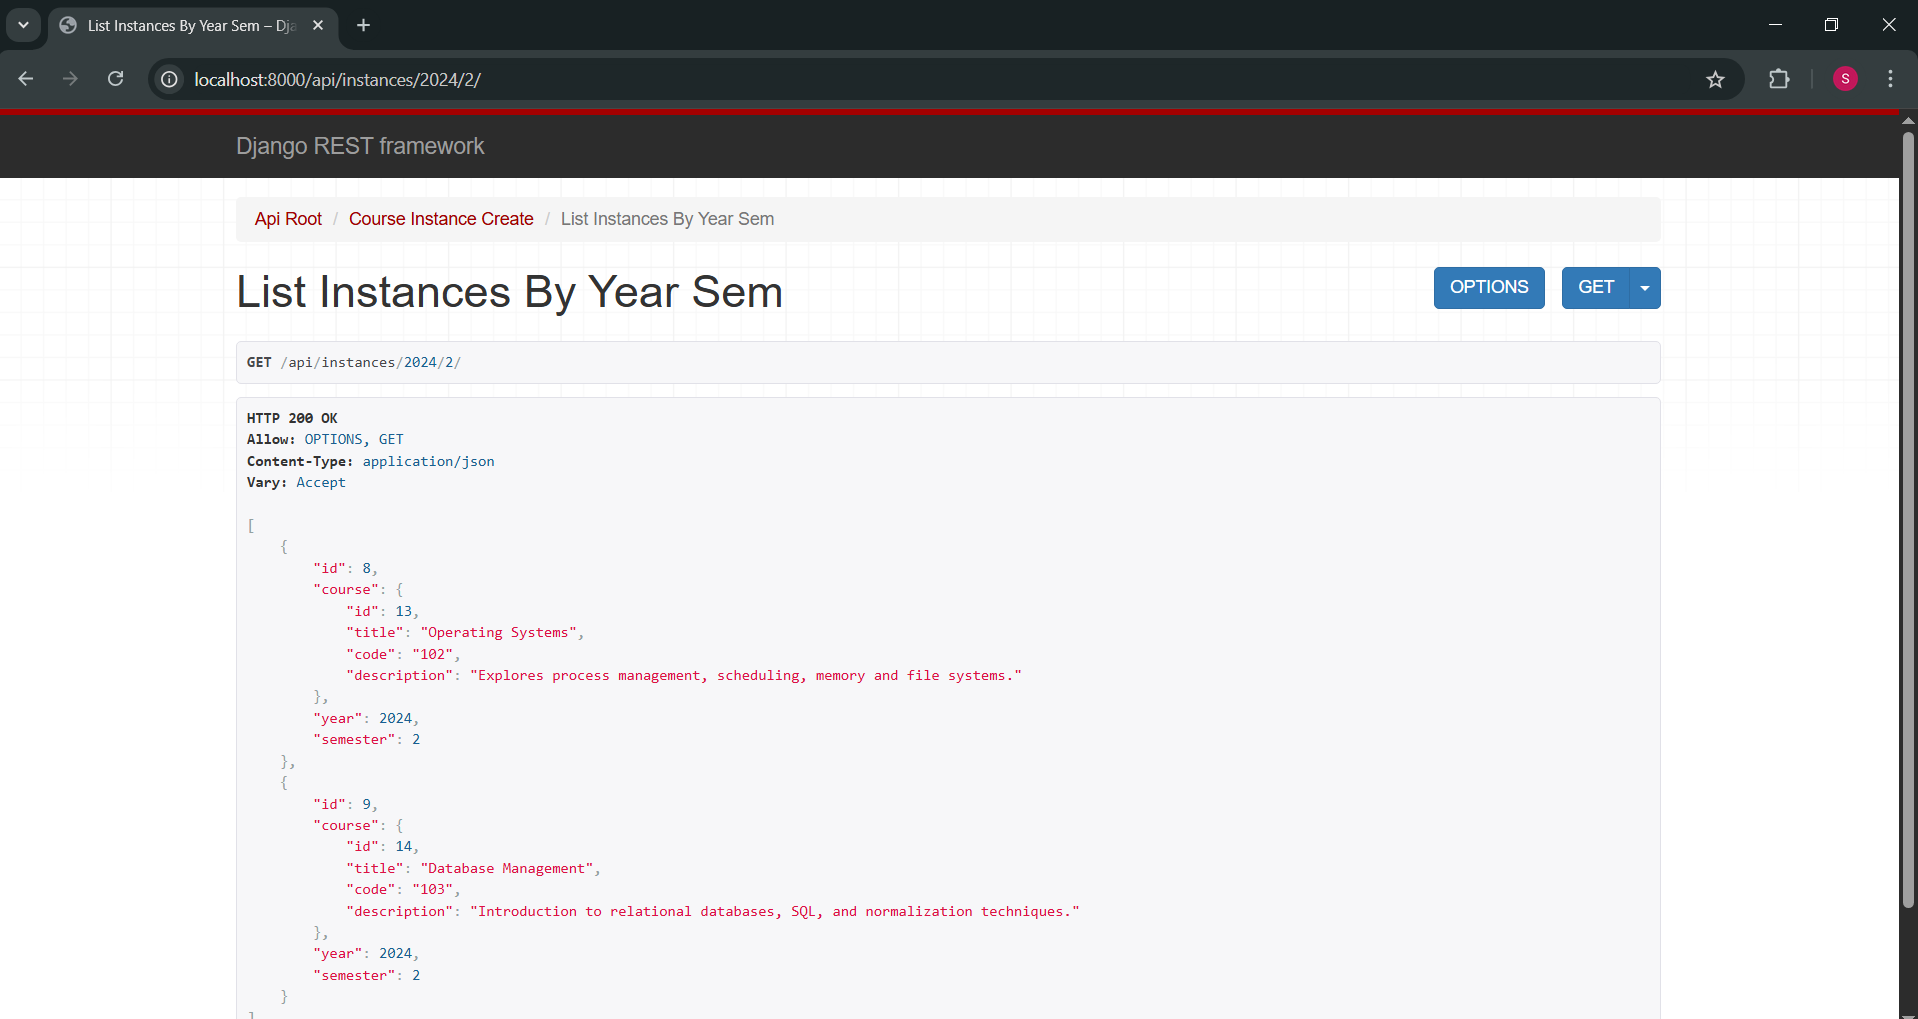 List Instances By Year Sem – Dja
localhost:8000/api/instances/2024/2/
S
Django REST framework
Api Root / Course Instance Create / List Instances By Year Sem
List Instances By Year Sem
OPTIONS
GET
GET /api/instances/2024/2/
HTTP 200 OK
Allow: OPTIONS, GET
Content-Type: application/json
Vary: Accept
[
    {
        "id": 8,
        "course": {
            "id": 13,
            "title": "Operating Systems",
            "code": "102",
            "description": "Explores process management, scheduling, memory and file systems."
        },
        "year": 2024,
        "semester": 2
    },
    {
        "id": 9,
        "course": {
            "id": 14,
            "title": "Database Management",
            "code": "103",
            "description": "Introduction to relational databases, SQL, and normalization techniques."
        },
        "year": 2024,
        "semester": 2
    }
]